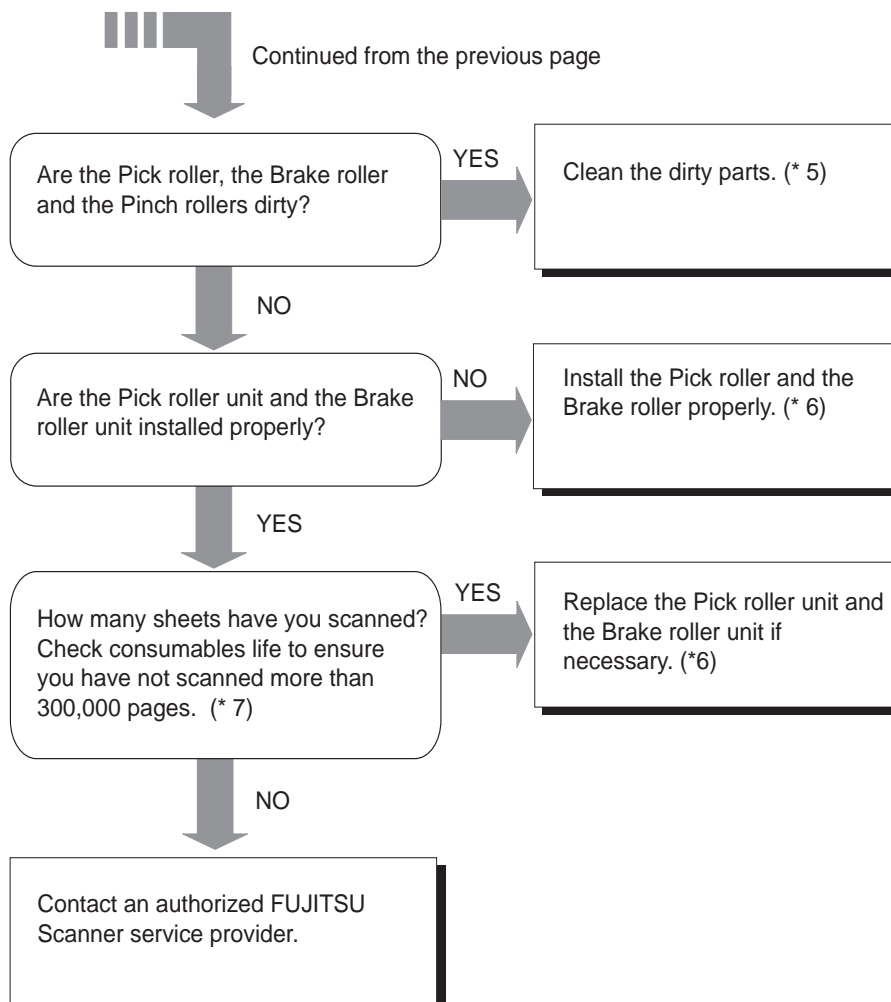 Continued from the previous page
Are the Pick roller, the Brake roller
and the Pinch rollers dirty?
YES
Clean the dirty parts. (* 5)
NO
Are the Pick roller unit and the Brake
roller unit installed properly?
NO
Install the Pick roller and the
Brake roller properly. (* 6)
YES
How many sheets have you scanned?
Check consumables life to ensure
you have not scanned more than
300,000 pages.  (* 7)
YES
Replace the Pick roller unit and
the Brake roller unit if
necessary. (*6)
NO
Contact an authorized FUJITSU
Scanner service provider.